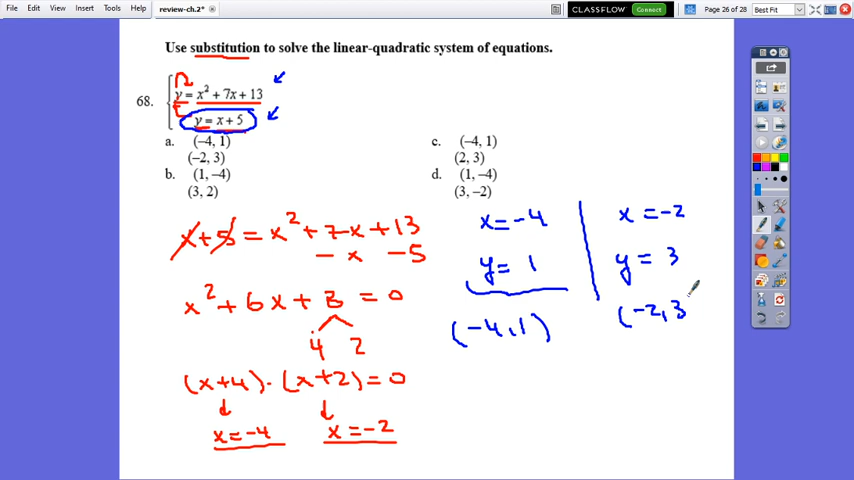 File Edit View Insert Tools Help
review-ch.2*
CLASSFLOW Connect
Page 26 of 28 Best Fit
Use substitution to solve the linear-quadratic system of equations.
68. y = x² + 7x + 13
y = x + 5
a. (−4, 1)
(−2, 3)
b. (1, −4)
(3, 2)
c. (−4, 1)
(2, 3)
d. (1, −4)
(3, −2)
x+5 = x² + 7x + 13
− x − 5
x² + 6x + 8 = 0
4 2
(x+4) · (x+2) = 0
x = −4 x = −2
x = −4
y = 1
(−4,1)
x = −2
y = 3
(−2,3